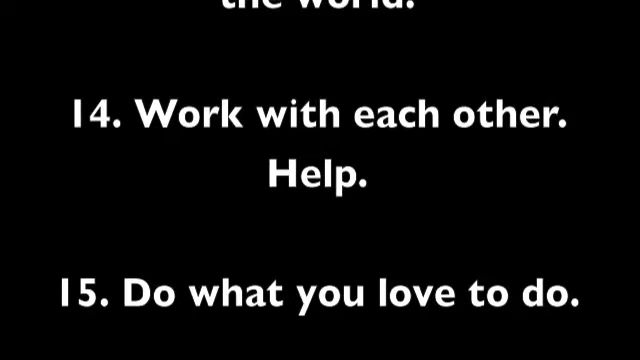 the world.
14. Work with each other.
Help.
15. Do what you love to do.